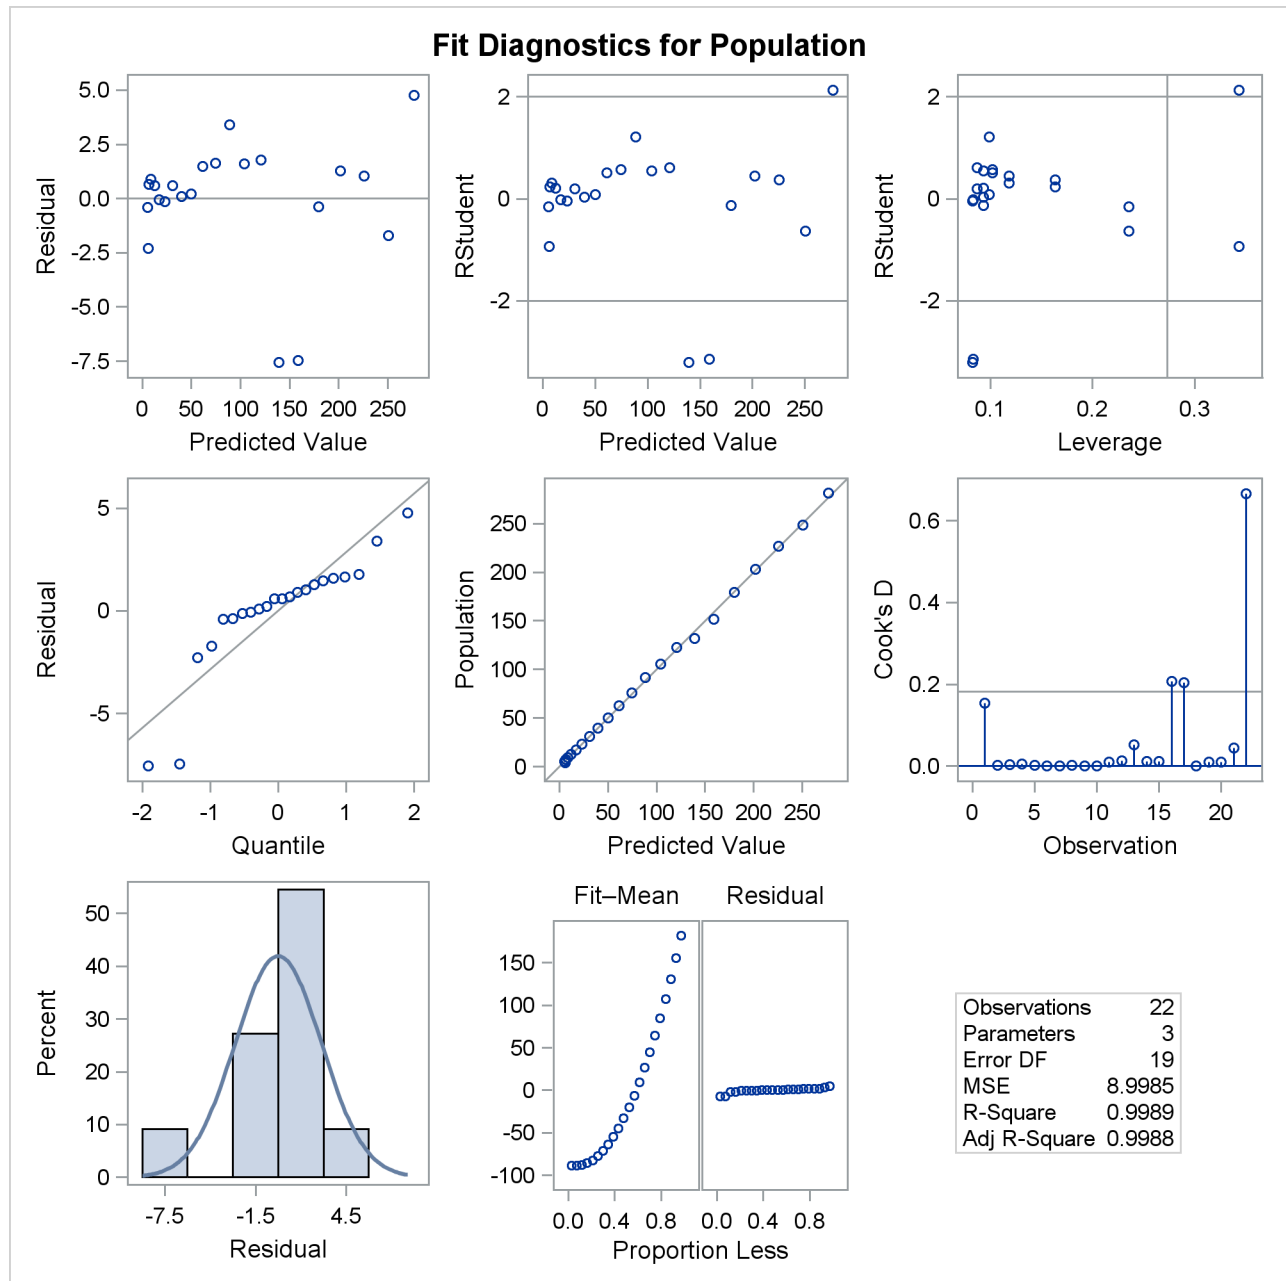 Fit Diagnostics for Population
Residual
5.0
2.5
0.0
-2.5
-5.0
-7.5
0 50 100 150 200 250
Predicted Value
RStudent
2
0
-2
0 50 100 150 200 250
Predicted Value
RStudent
2
0
-2
0.1 0.2 0.3
Leverage
Residual
5
0
-5
-2 -1 0 1 2
Quantile
Population
250
200
150
100
50
0
0 50 100 150 200 250
Predicted Value
Cook's D
0.6
0.4
0.2
0.0
0 5 10 15 20
Observation
Percent
50
40
30
20
10
0
-7.5 -1.5 4.5
Residual
Fit–Mean Residual
150
100
50
0
-50
-100
0.0 0.4 0.8 0.0 0.4 0.8
Proportion Less
Observations 22
Parameters 3
Error DF 19
MSE 8.9985
R-Square 0.9989
Adj R-Square 0.9988